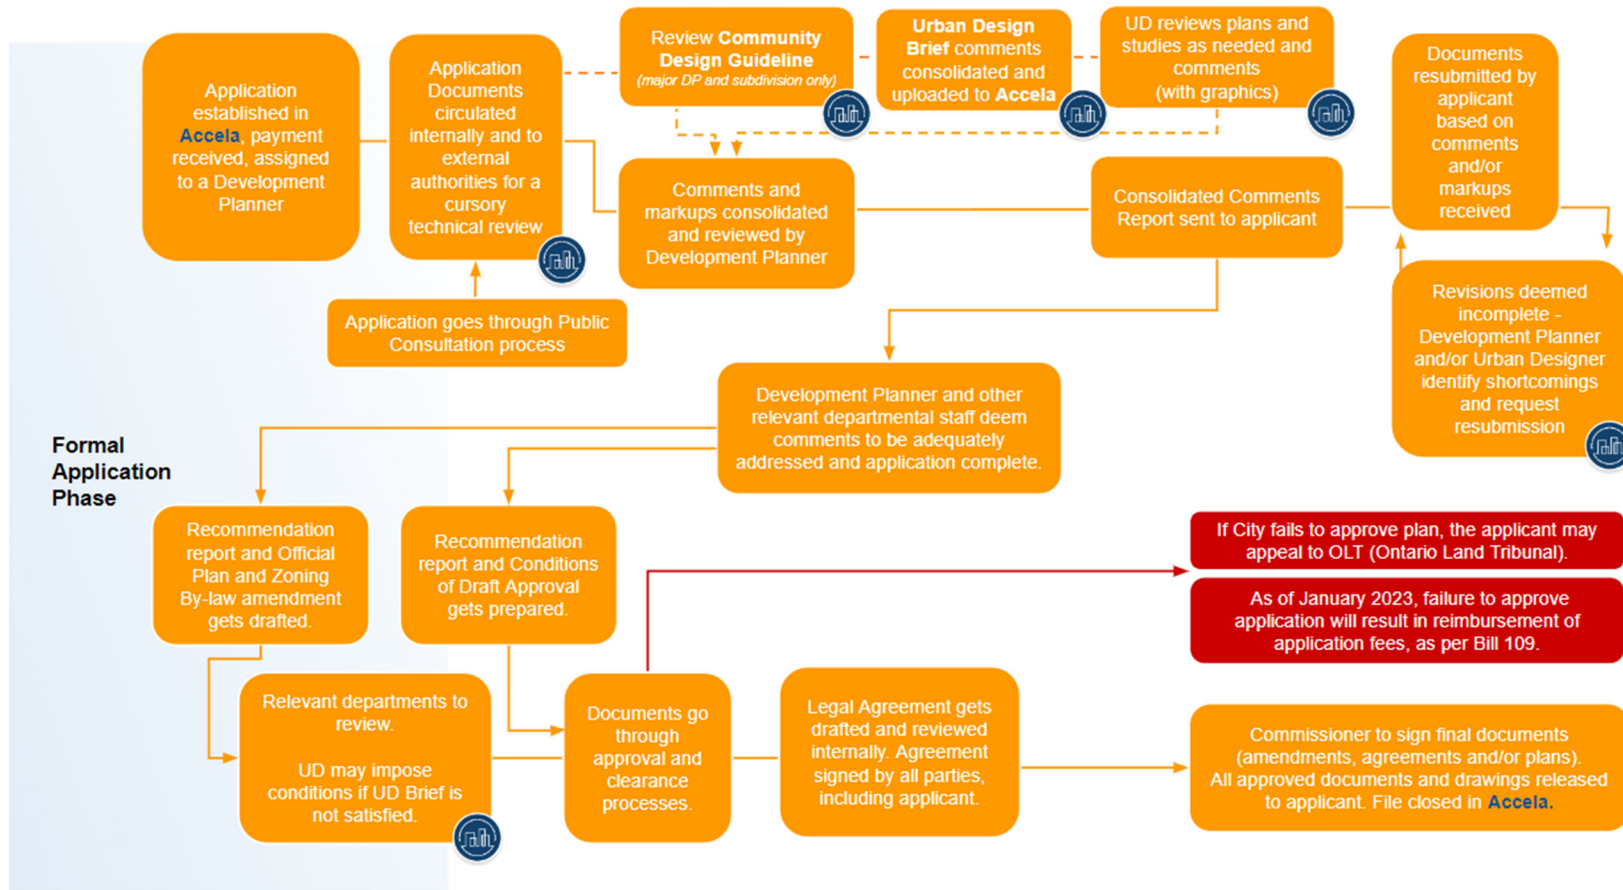 Application
established in
Accela, payment
received, assigned
to a Development
Planner
Application
Documents
circulated
internally and to
external
authorities for a
cursory
technical review
Review Community
Design Guideline
(major DP and subdivision only)
Urban Design
Brief comments
consolidated and
uploaded to Accela
UD reviews plans and
studies as needed and
comments
(with graphics)
Documents
resubmitted by
applicant
based on
comments
and/or
markups
received
Comments and
markups consolidated
and reviewed by
Development Planner
Consolidated Comments
Report sent to applicant
Application goes through Public
Consultation process
Revisions deemed
incomplete -
Development Planner
and/or Urban Designer
identify shortcomings
and request
resubmission
Development Planner and other
relevant departmental staff deem
comments to be adequately
addressed and application complete.
Formal
Application
Phase
Recommendation
report and Official
Plan and Zoning
By-law amendment
gets drafted.
Recommendation
report and Conditions
of Draft Approval
gets prepared.
If City fails to approve plan, the applicant may
appeal to OLT (Ontario Land Tribunal).
As of January 2023, failure to approve
application will result in reimbursement of
application fees, as per Bill 109.
Relevant departments to
review.
UD may impose
conditions if UD Brief is
not satisfied.
Documents go
through
approval and
clearance
processes.
Legal Agreement gets
drafted and reviewed
internally. Agreement
signed by all parties,
including applicant.
Commissioner to sign final documents
(amendments, agreements and/or plans).
All approved documents and drawings released
to applicant. File closed in Accela.